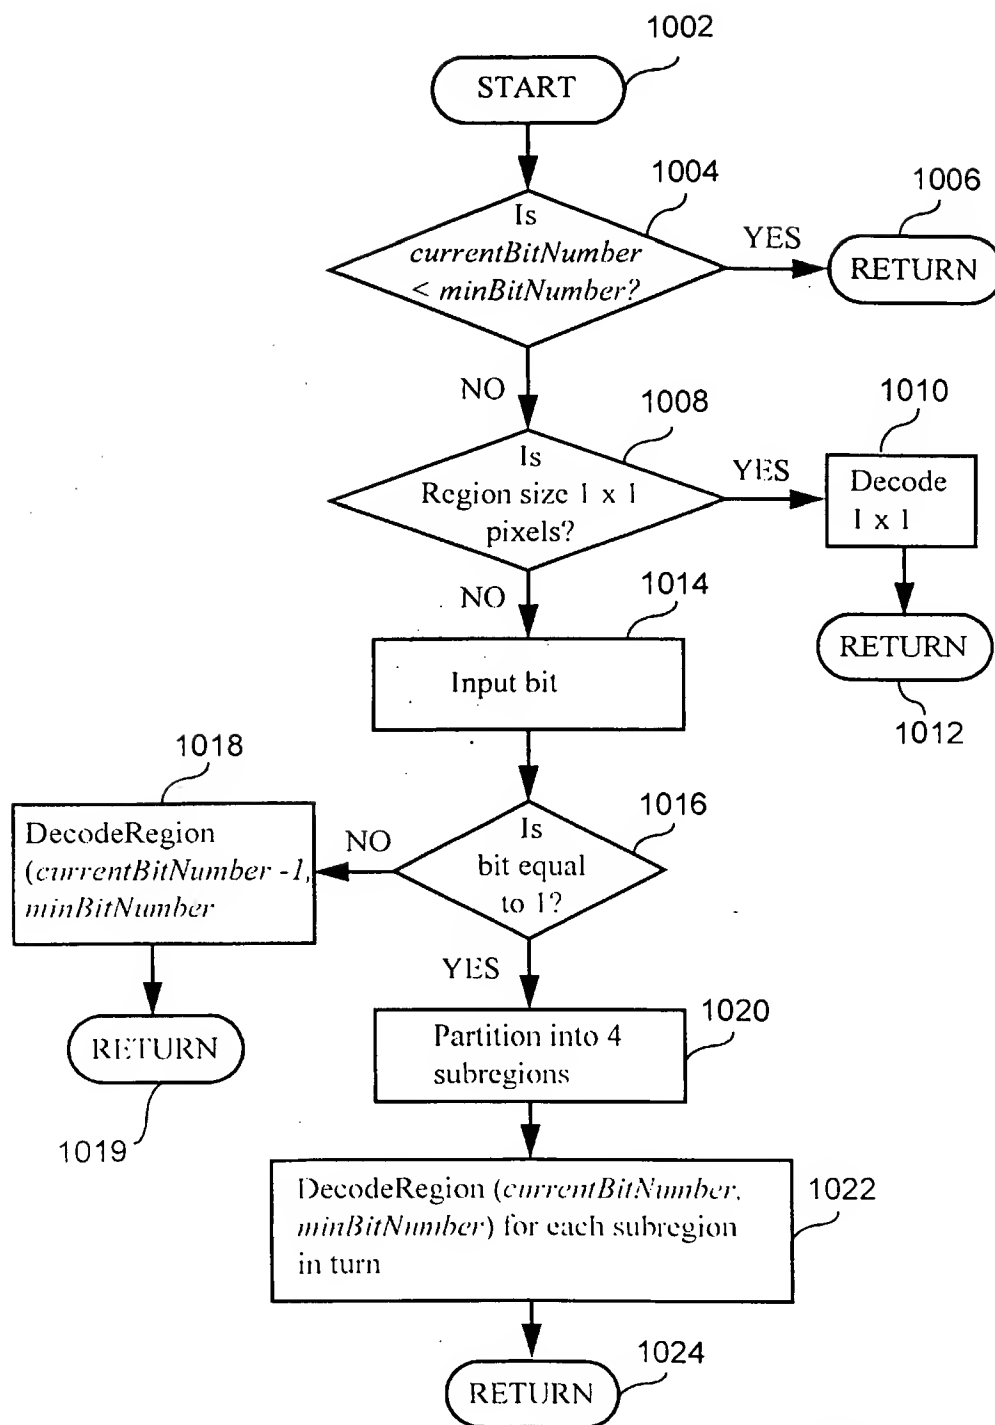 1002
START
1004
1006
Is
currentBitNumber
< minBitNumber?
YES
RETURN
NO
1008
1010
Is
Region size 1 x 1
pixels?
YES
Decode
1 x 1
NO
1014
RETURN
Input bit
1012
1018
1016
DecodeRegion
(currentBitNumber -1,
minBitNumber
NO
Is
bit equal
to 1?
YES
1020
RETURN
Partition into 4
subregions
1019
DecodeRegion (currentBitNumber,
minBitNumber) for each subregion
in turn
1022
1024
RETURN